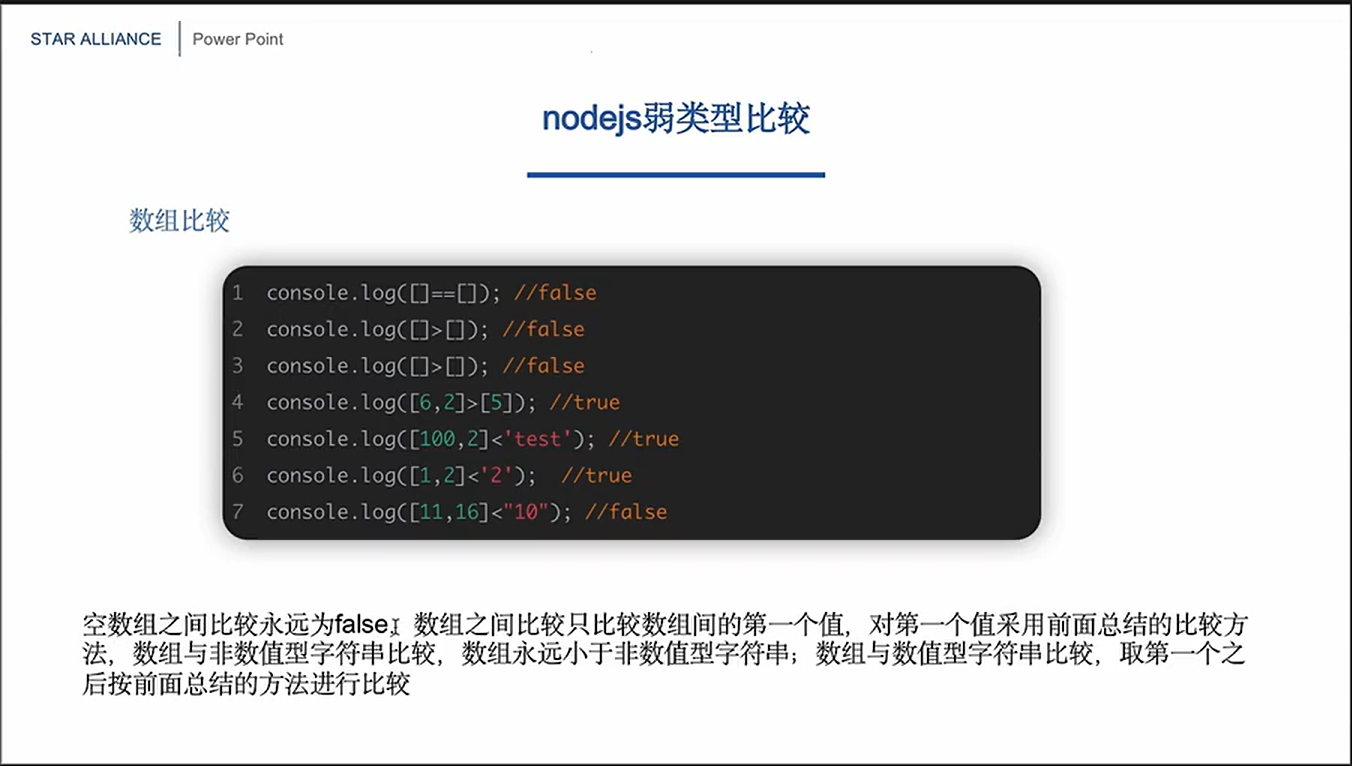 STAR ALLIANCE
Power Point
nodejs弱类型比较
数组比较
1 console.log([]==[]); //false
2 console.log([]>[]); //false
3 console.log([]>[]); //false
4 console.log([6,2]>[5]); //true
5 console.log([100,2]<'test'); //true
6 console.log([1,2]<'2');  //true
7 console.log([11,16]<"10"); //false
空数组之间比较永远为false，数组之间比较只比较数组间的第一个值，对第一个值采用前面总结的比较方
法，数组与非数值型字符串比较，数组永远小于非数值型字符串；数组与数值型字符串比较，取第一个之
后按前面总结的方法进行比较